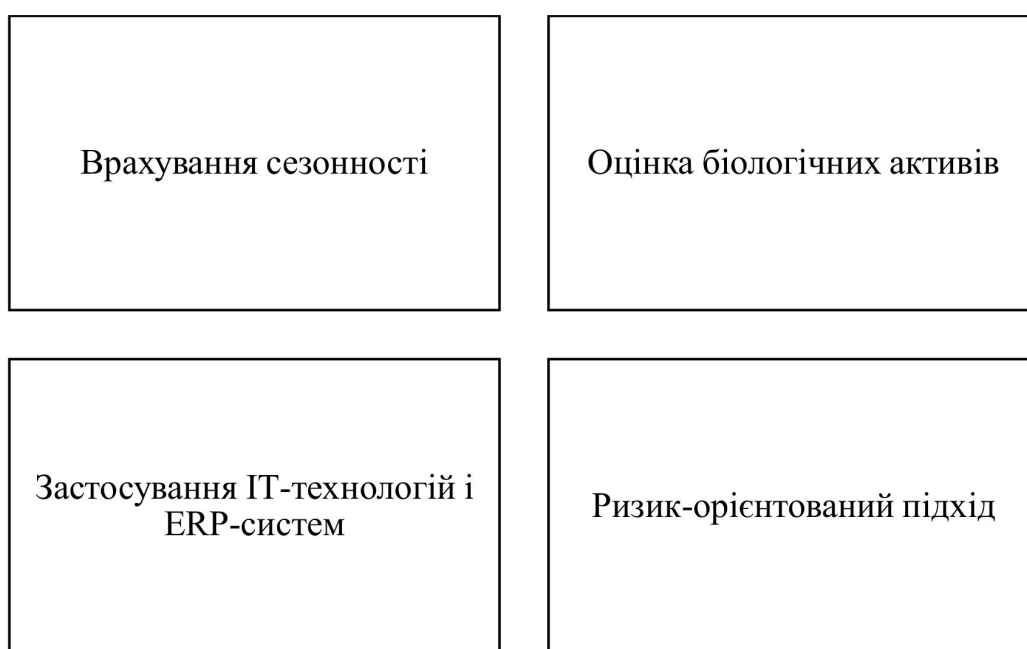 Врахування сезонності
Оцінка біологічних активів
Застосування ІТ-технологій і
ERP-систем
Ризик-орієнтований підхід